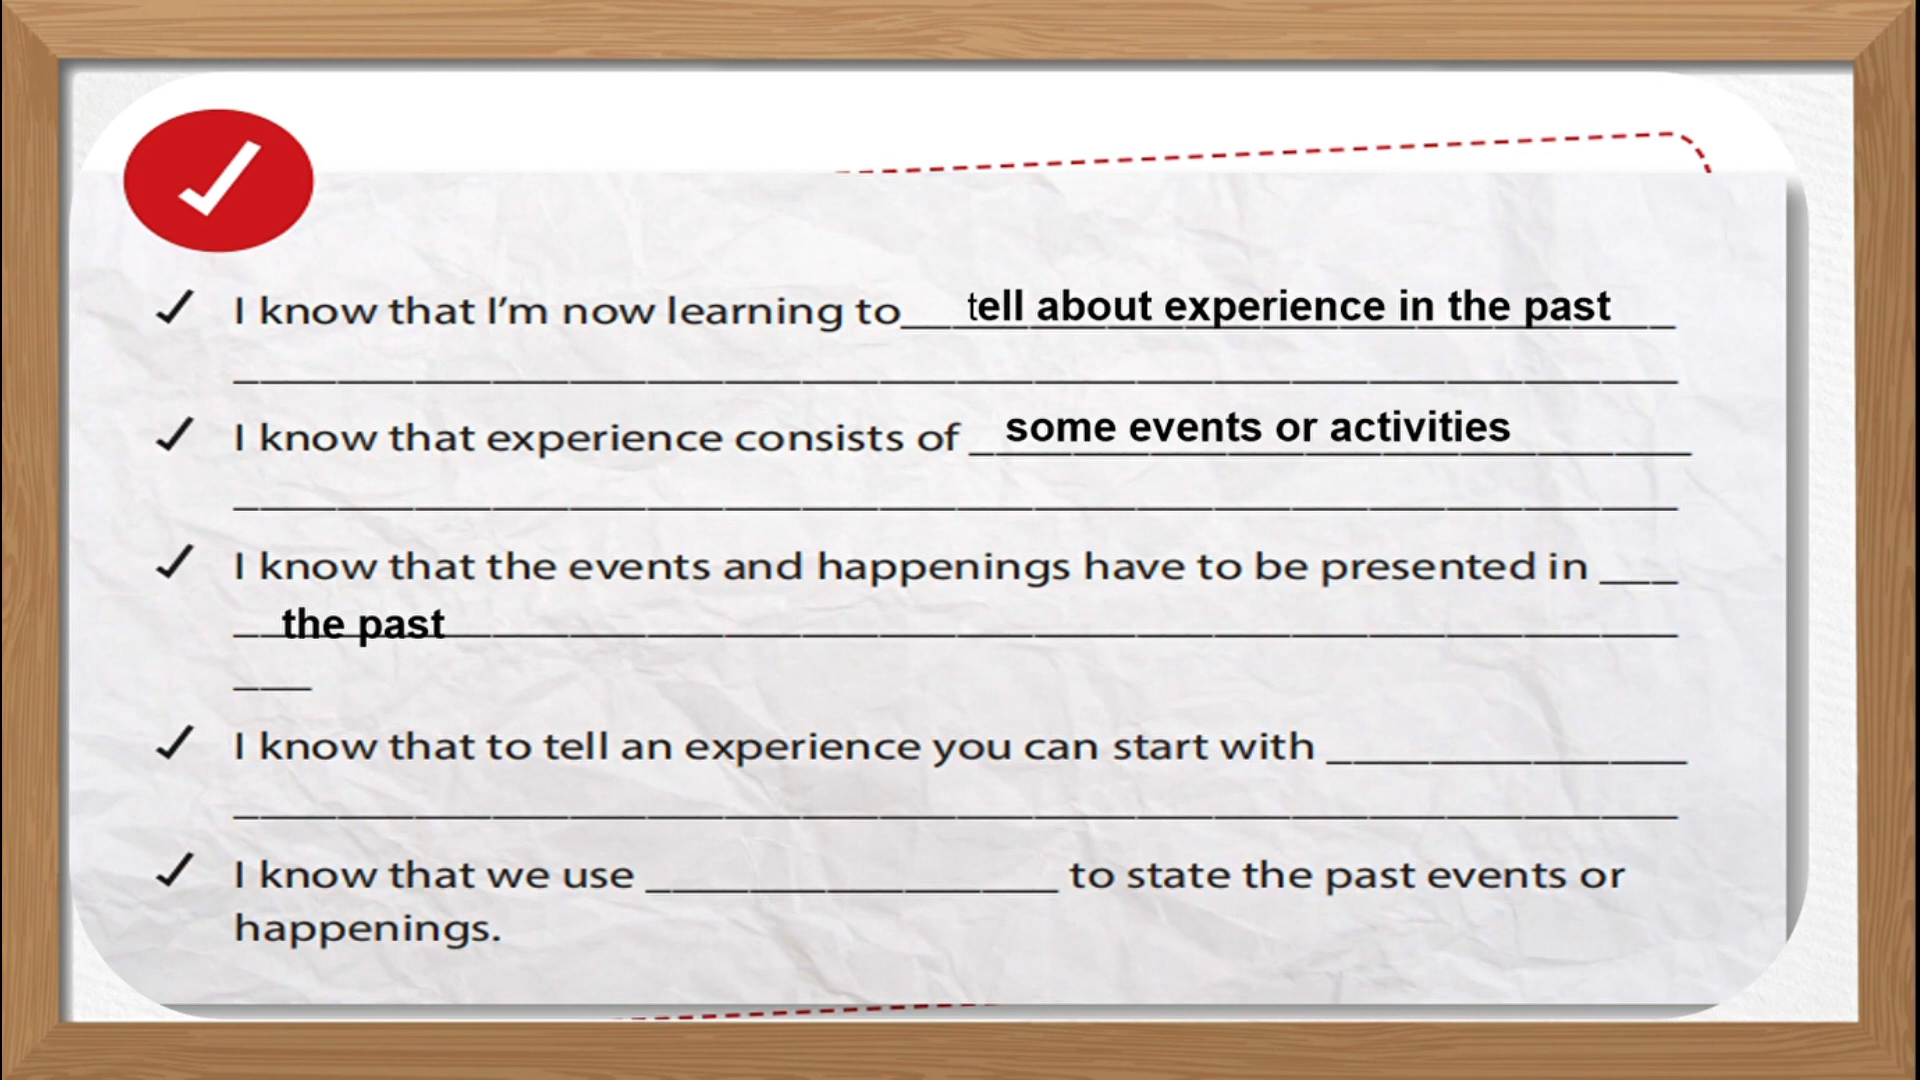 I know that I'm now learning to tell about experience in the past
I know that experience consists of some events or activities
I know that the events and happenings have to be presented in
the past
I know that to tell an experience you can start with
I know that we use ________________ to state the past events or
happenings.